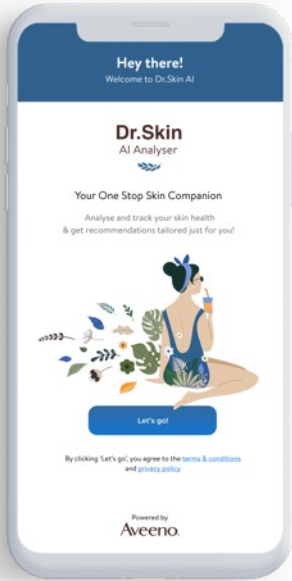 Hey there!
Welcome to Dr.Skin AI
Dr.Skin
AI Analyser
Your One Stop Skin Companion
Analyse and track your skin health
& get recommendations tailored just for you!
Let's go!
By clicking 'Let's go', you agree to the terms & conditions
and privacy policy
Powered by
Aveeno.